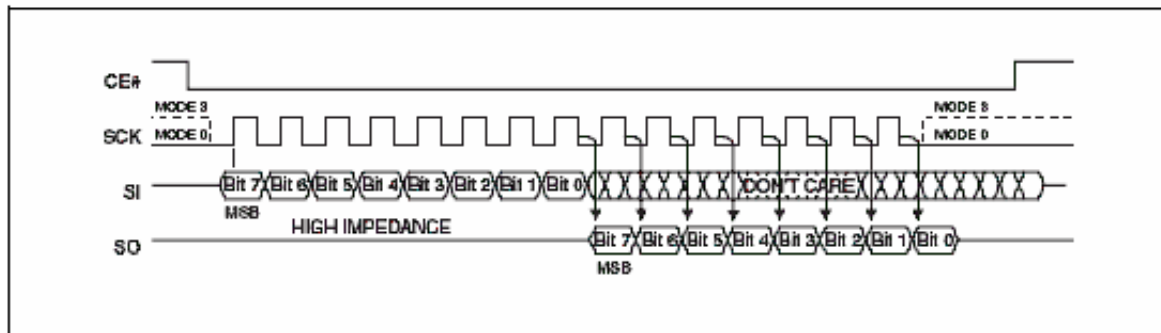 CE#
MODE 3 MODE 3
SCK MODE 0 MODE 0
SI Bit 7 Bit 6 Bit 5 Bit 4 Bit 3 Bit 2 Bit 1 Bit 0 DON'T CARE
MSB
HIGH IMPEDANCE
SO Bit 7 Bit 6 Bit 5 Bit 4 Bit 3 Bit 2 Bit 1 Bit 0
MSB